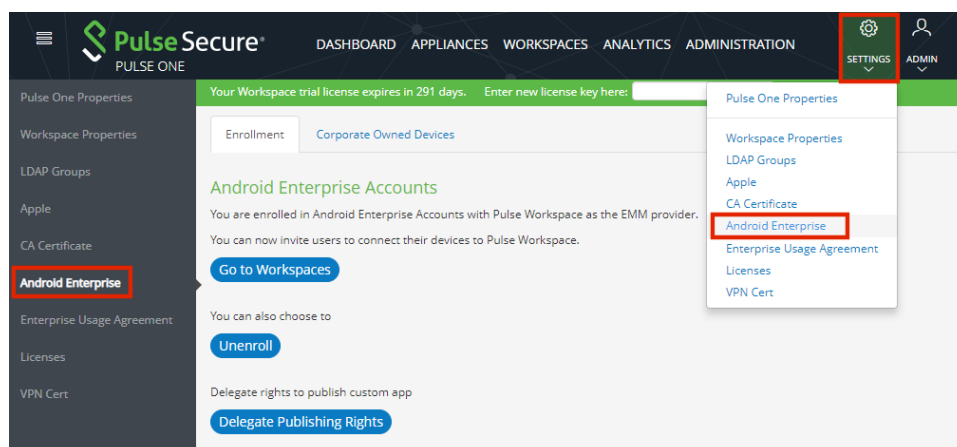 Pulse Secure®
PULSE ONE
DASHBOARD APPLIANCES WORKSPACES ANALYTICS ADMINISTRATION
SETTINGS
ADMIN
Pulse One Properties
Workspace Properties
LDAP Groups
Apple
CA Certificate
Android Enterprise
Enterprise Usage Agreement
Licenses
VPN Cert
Your Workspace trial license expires in 291 days. Enter new license key here:
Enrollment Corporate Owned Devices
Android Enterprise Accounts
You are enrolled in Android Enterprise Accounts with Pulse Workspace as the EMM provider.
You can now invite users to connect their devices to Pulse Workspace.
Go to Workspaces
You can also choose to
Unenroll
Delegate rights to publish custom app
Delegate Publishing Rights
Pulse One Properties
Workspace Properties
LDAP Groups
Apple
CA Certificate
Android Enterprise
Enterprise Usage Agreement
Licenses
VPN Cert